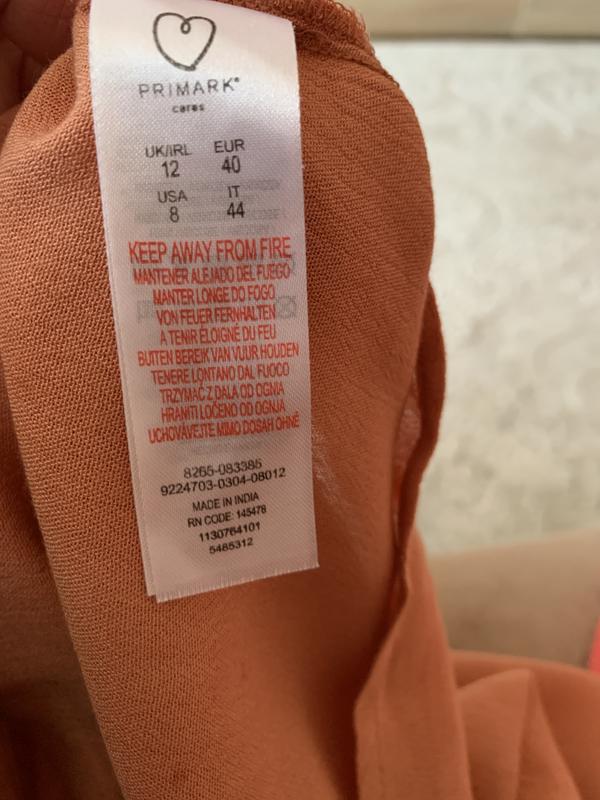 PRIMARK®
cares
UK/IRL EUR
12 40
USA IT
8 44
KEEP AWAY FROM FIRE
MANTENER ALEJADO DEL FUEGO
MANTER LONGE DO FOGO
VON FEUER FERNHALTEN
A TENIR ÉLOIGNÉ DU FEU
BUITEN BEREIK VAN VUUR HOUDEN
TENERE LONTANO DAL FUOCO
TRZYMAĆ Z DALA OD OGNIA
HRANITI LOČENO OD OGNJA
UCHOVÁVEJTE MIMO DOSAH OHNĚ
8265-083385
9224703-0304-08012
MADE IN INDIA
RN CODE: 145478
1130764101
5485312